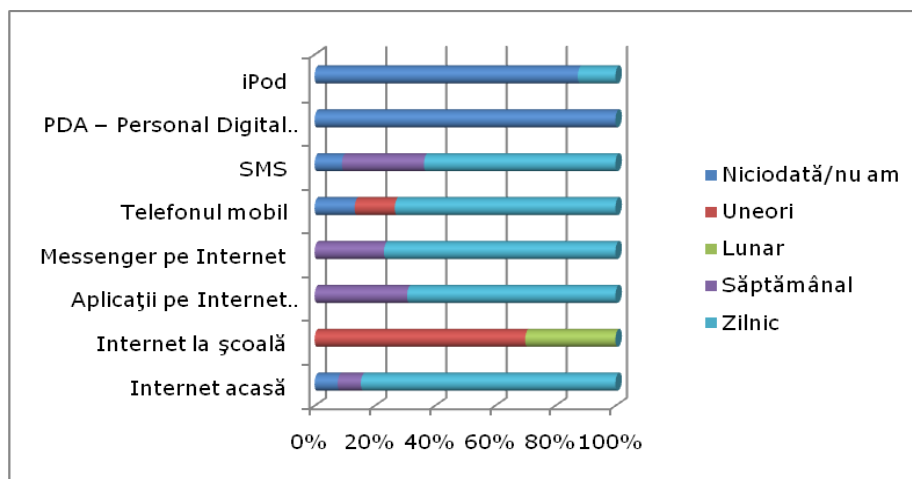 iPod
PDA – Personal Digital..
SMS
Telefonul mobil
Messenger pe Internet
Aplicaţii pe Internet..
Internet la şcoală
Internet acasă
0% 20% 40% 60% 80% 100%
Niciodată/nu am
Uneori
Lunar
Săptămânal
Zilnic